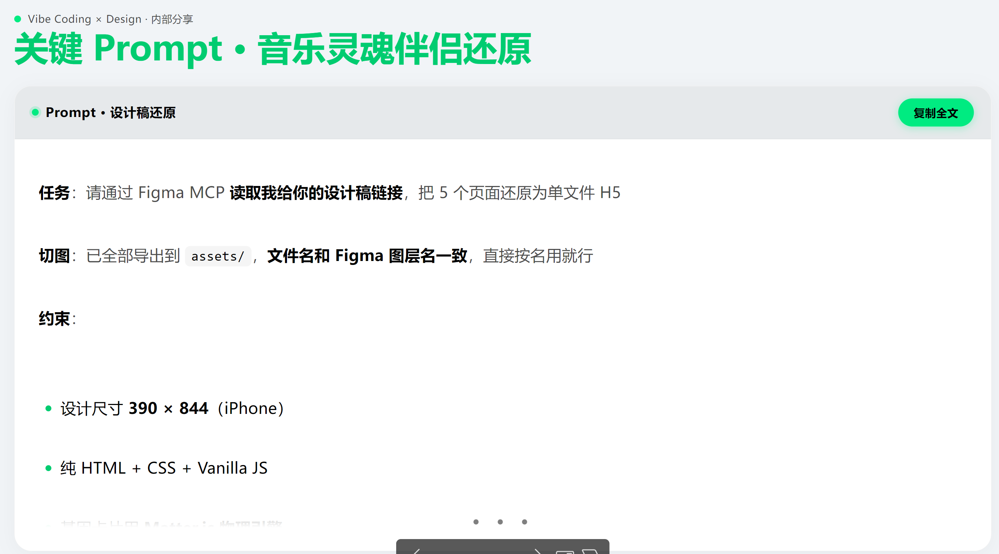 Vibe Coding × Design · 内部分享
关键 Prompt · 音乐灵魂伴侣还原
Prompt · 设计稿还原
复制全文
任务：请通过 Figma MCP 读取我给你的设计稿链接，把 5 个页面还原为单文件 H5
切图：已全部导出到 assets/，文件名和 Figma 图层名一致，直接按名用就行
约束：
设计尺寸 390 × 844（iPhone）
纯 HTML + CSS + Vanilla JS